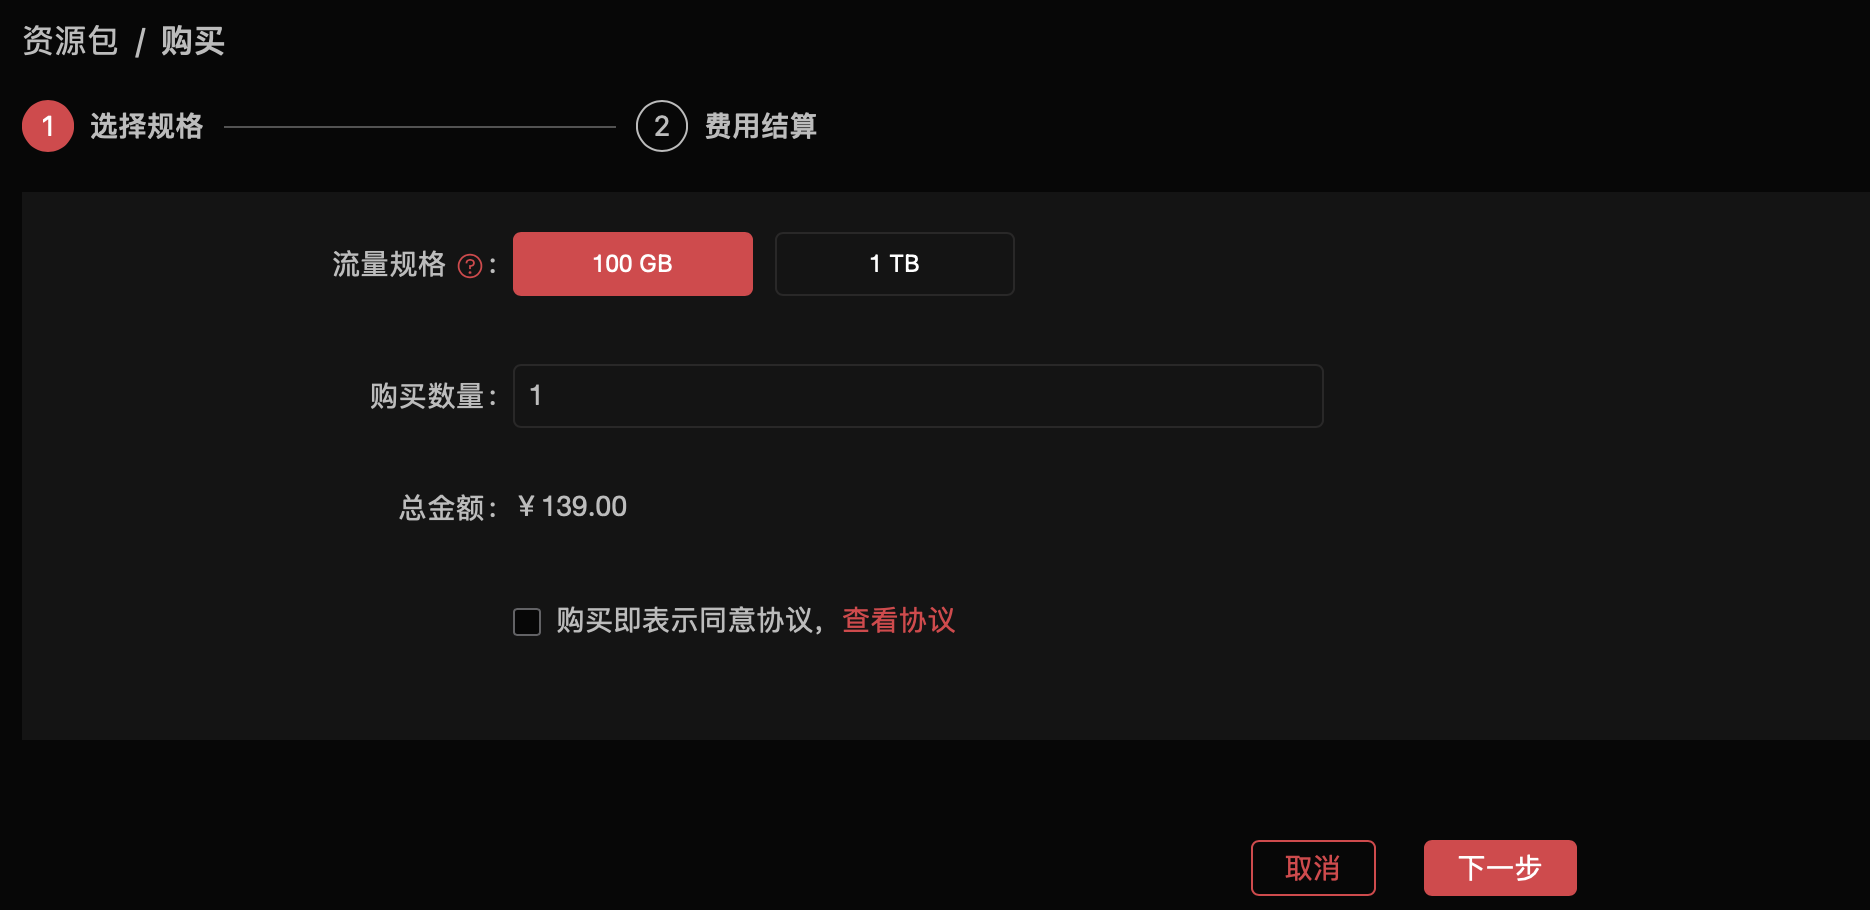 资源包 / 购买
1 选择规格 2 费用结算
流量规格 ? : 100 GB 1 TB
购买数量 : 1
总金额 : ¥ 139.00
购买即表示同意协议，查看协议
取消 下一步